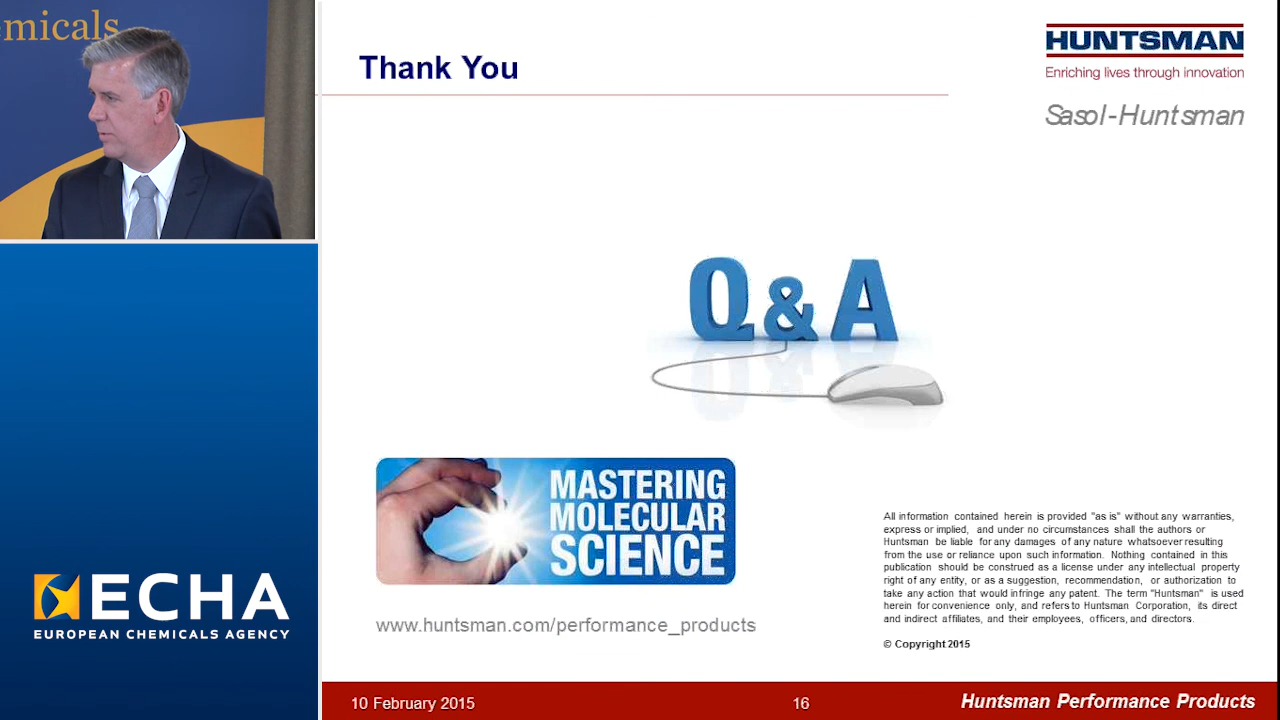 emicals
Thank You
HUNTSMAN
Enriching lives through innovation
Sasol-Huntsman
Q & A
MASTERING
MOLECULAR
SCIENCE
www.huntsman.com/performance_products
All information contained herein is provided "as is" without any warranties,
express or implied, and under no circumstances shall the authors or
Huntsman be liable for any damages of any nature whatsoever resulting
from the use or reliance upon such information. Nothing contained in this
publication should be construed as a license under any intellectual property
right of any entity, or as a suggestion, recommendation, or authorization to
take any action that would infringe any patent. The term "Huntsman" is used
herein for convenience only, and refers to Huntsman Corporation, its direct
and indirect affiliates, and their employees, officers, and directors.
© Copyright 2015
ECHA
EUROPEAN CHEMICALS AGENCY
10 February 2015
16
Huntsman Performance Products